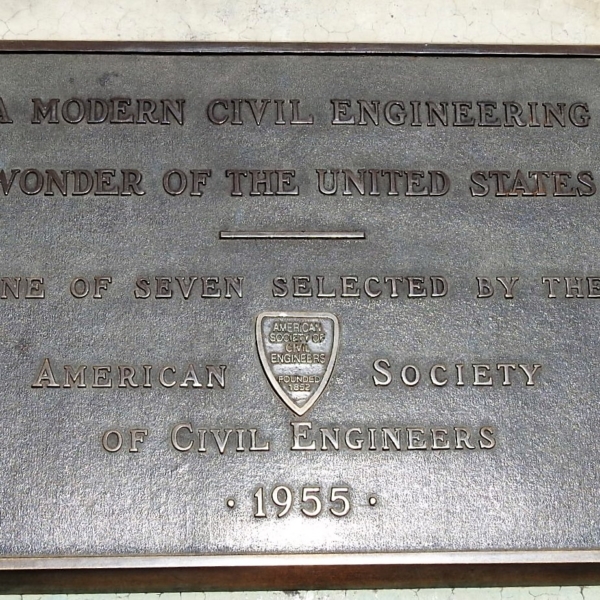 A MODERN CIVIL ENGINEERING
WONDER OF THE UNITED STATES
NE OF SEVEN SELECTED BY THE
AMERICAN
SOCIETY OF
CIVIL
ENGINEERS
FOUNDED
1852
AMERICAN SOCIETY
OF CIVIL ENGINEERS
· 1955 ·